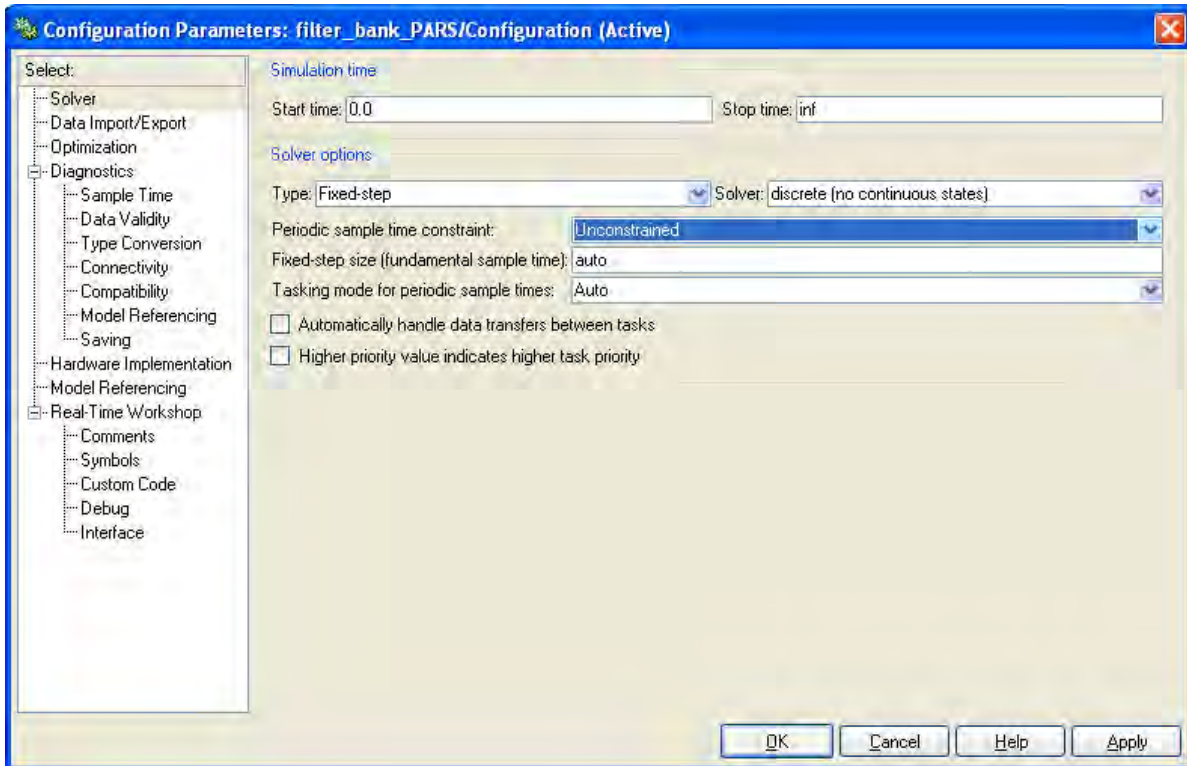 Configuration Parameters: filter_bank_PARS/Configuration (Active)
Select:
Solver
Data Import/Export
Optimization
Diagnostics
Sample Time
Data Validity
Type Conversion
Connectivity
Compatibility
Model Referencing
Saving
Hardware Implementation
Model Referencing
Real-Time Workshop
Comments
Symbols
Custom Code
Debug
Interface
Simulation time
Start time: 0.0 Stop time: inf
Solver options
Type: Fixed-step Solver: discrete (no continuous states)
Periodic sample time constraint: Unconstrained
Fixed-step size (fundamental sample time): auto
Tasking mode for periodic sample times: Auto
Automatically handle data transfers between tasks
Higher priority value indicates higher task priority
OK Cancel Help Apply